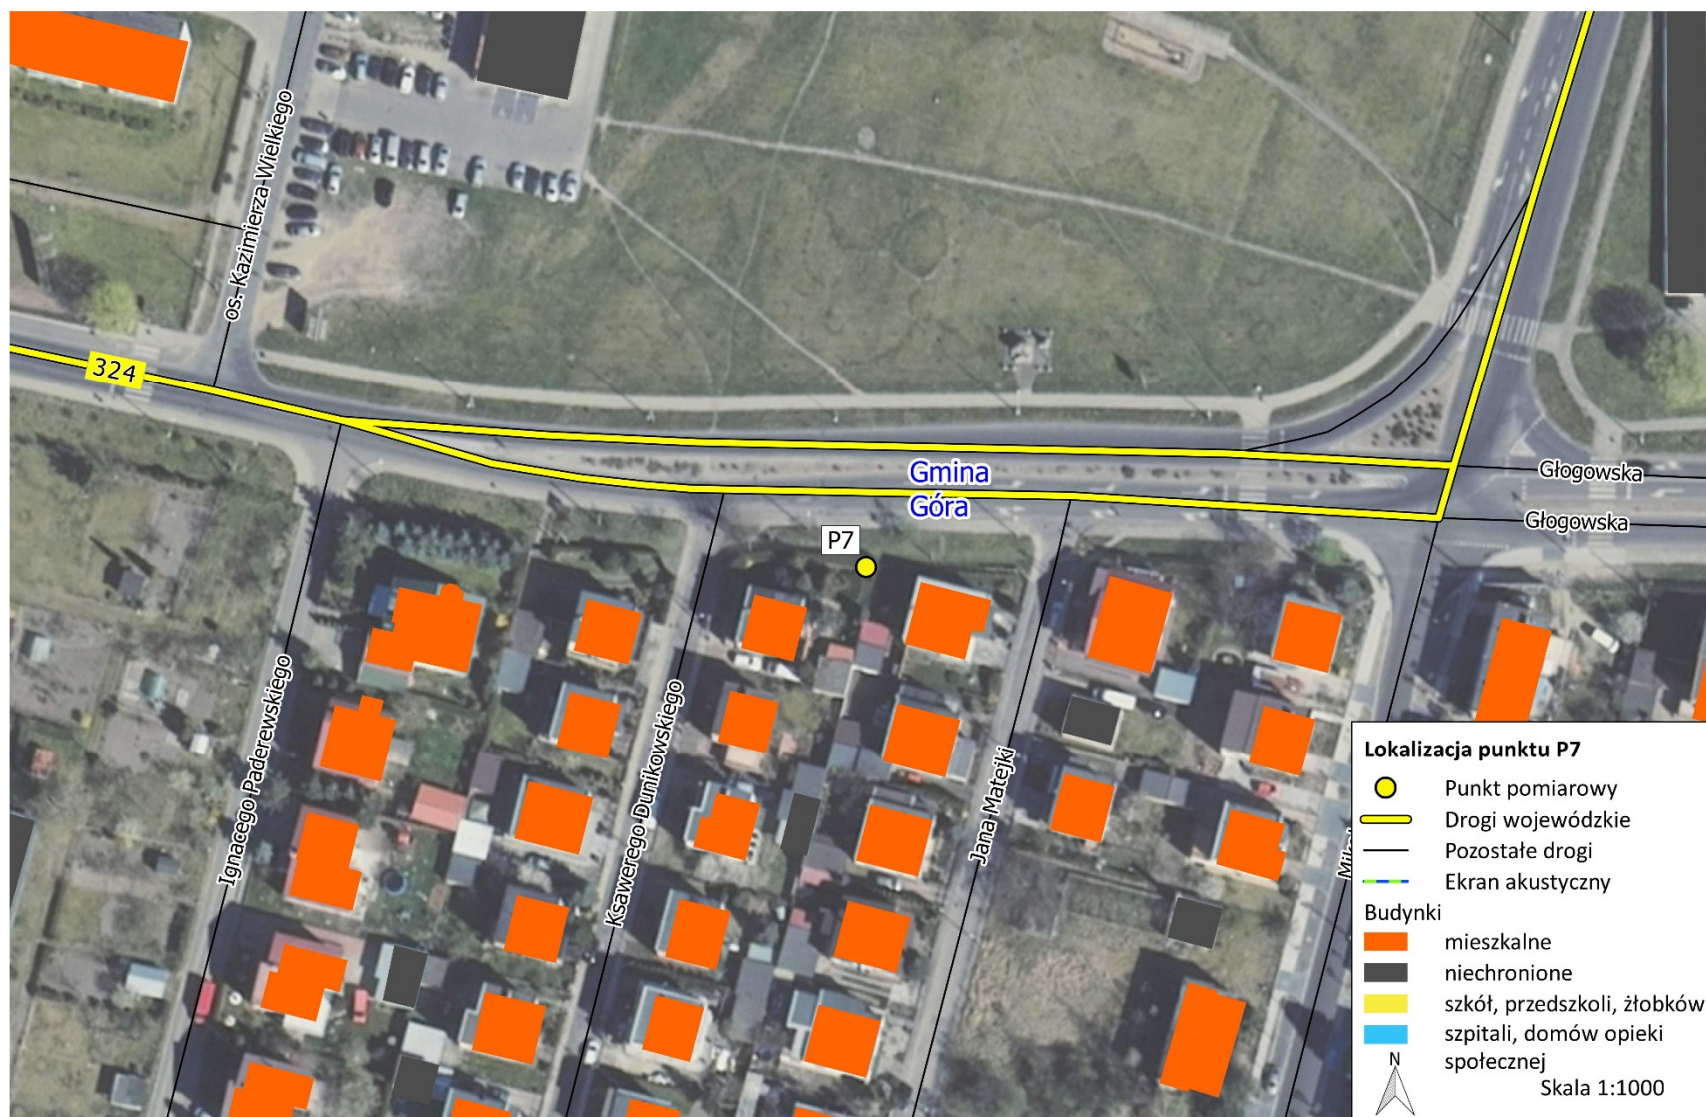 os. Kazimierza Wielkiego
324
Gmina
Góra
Głogowska
Głogowska
P7
Ignacego Paderewskiego
Ksawerego Dunikowskiego
Jana Matejki
Lokalizacja punktu P7
Punkt pomiarowy
Drogi wojewódzkie
Pozostałe drogi
Ekran akustyczny
Budynki
mieszkalne
niechronione
szkół, przedszkoli, żłobków
szpitali, domów opieki
społecznej
N
Skala 1:1000